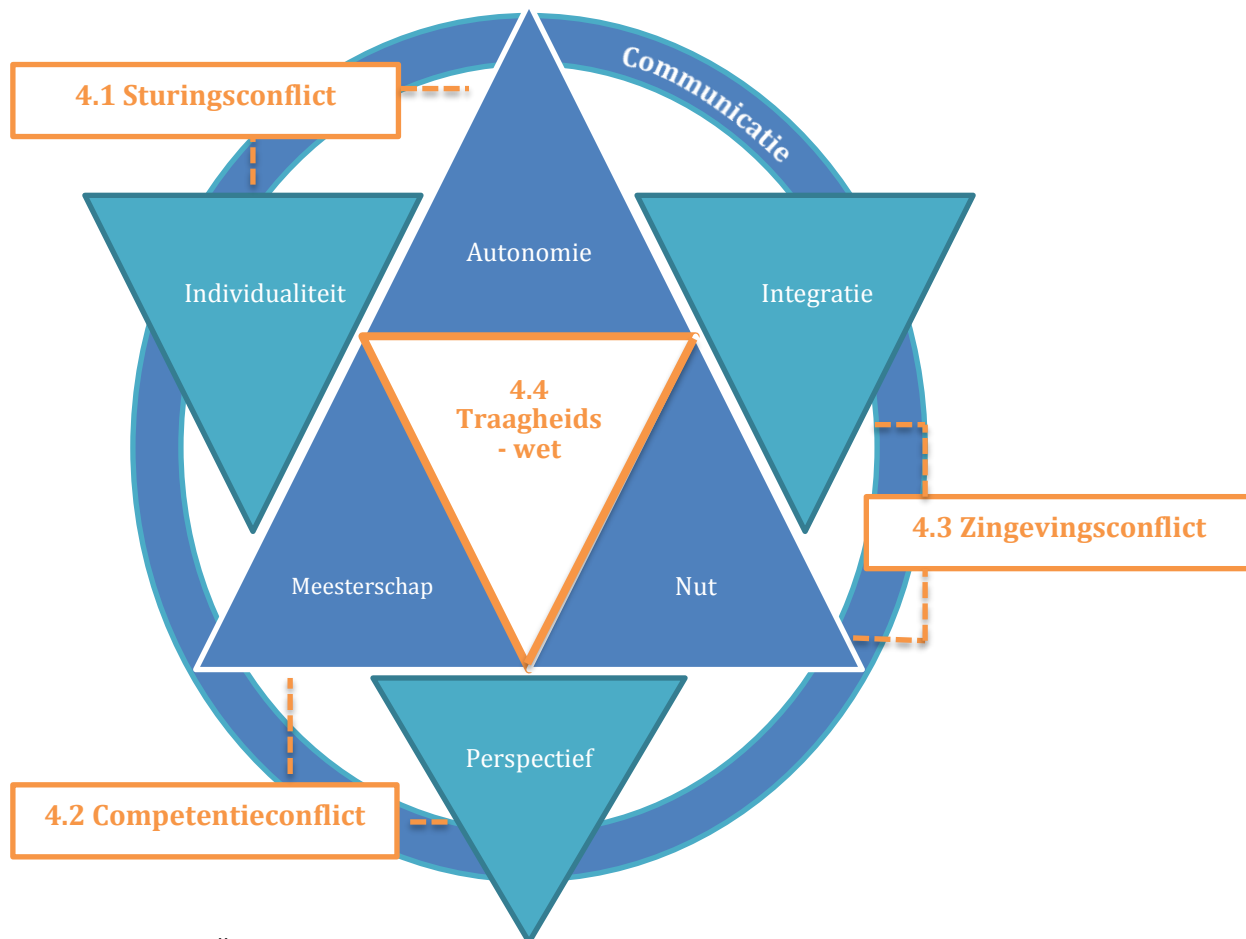 Communicatie
4.1 Sturingsconflict
Autonomie
Individualiteit
Integratie
4.4
Traagheids
- wet
4.3 Zingevingsconflict
Meesterschap
Nut
Perspectief
4.2 Competentieconflict